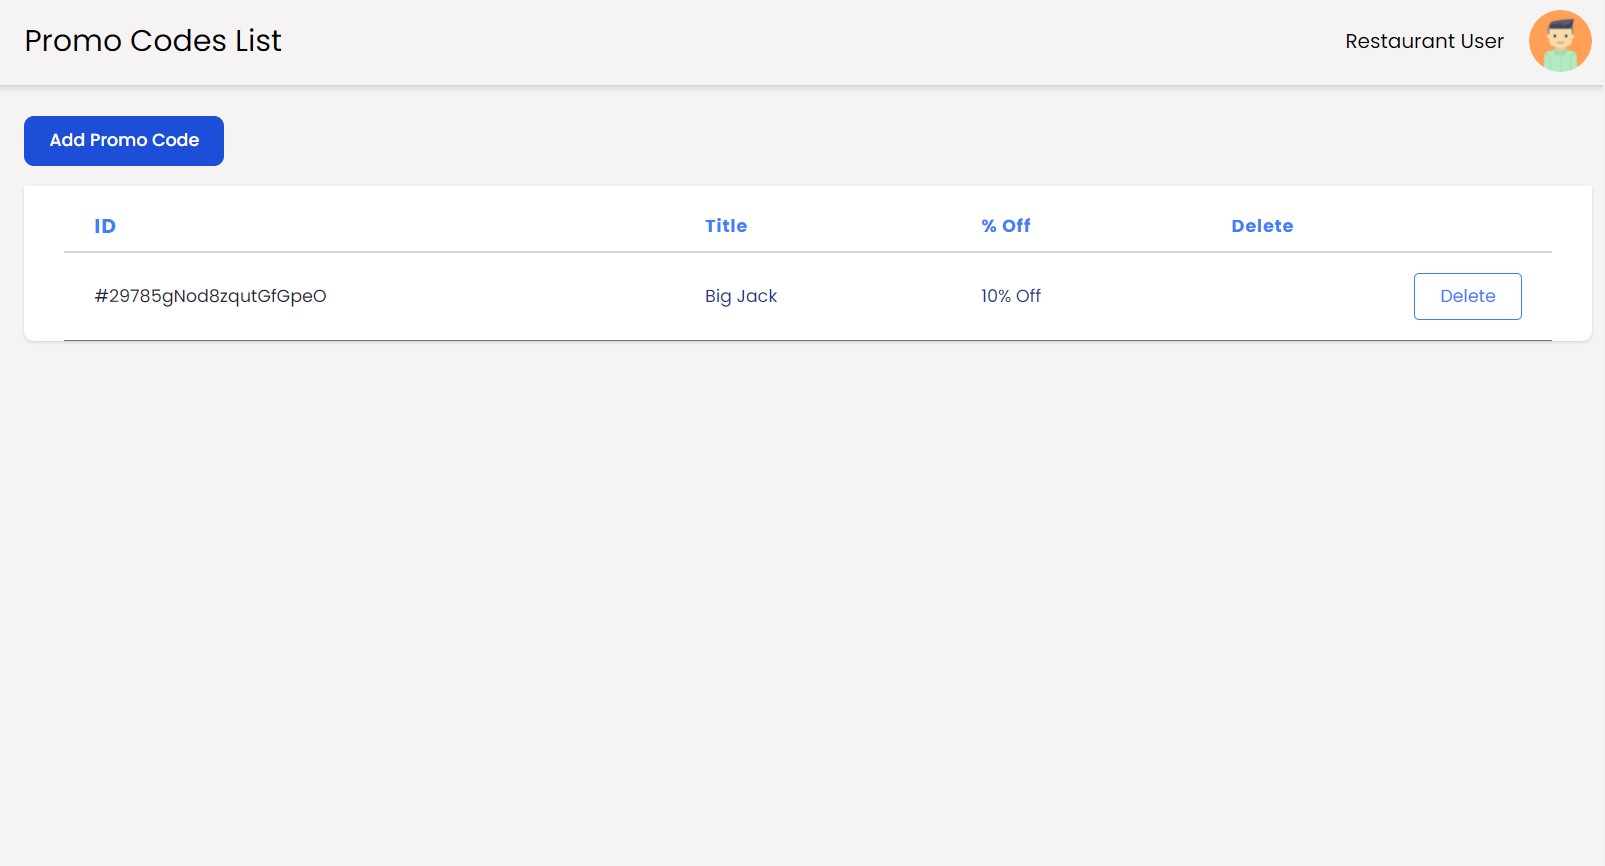 Promo Codes List
Restaurant User
Add Promo Code
ID Title % Off Delete
#29785gNod8zqutGfGpeO Big Jack 10% Off Delete